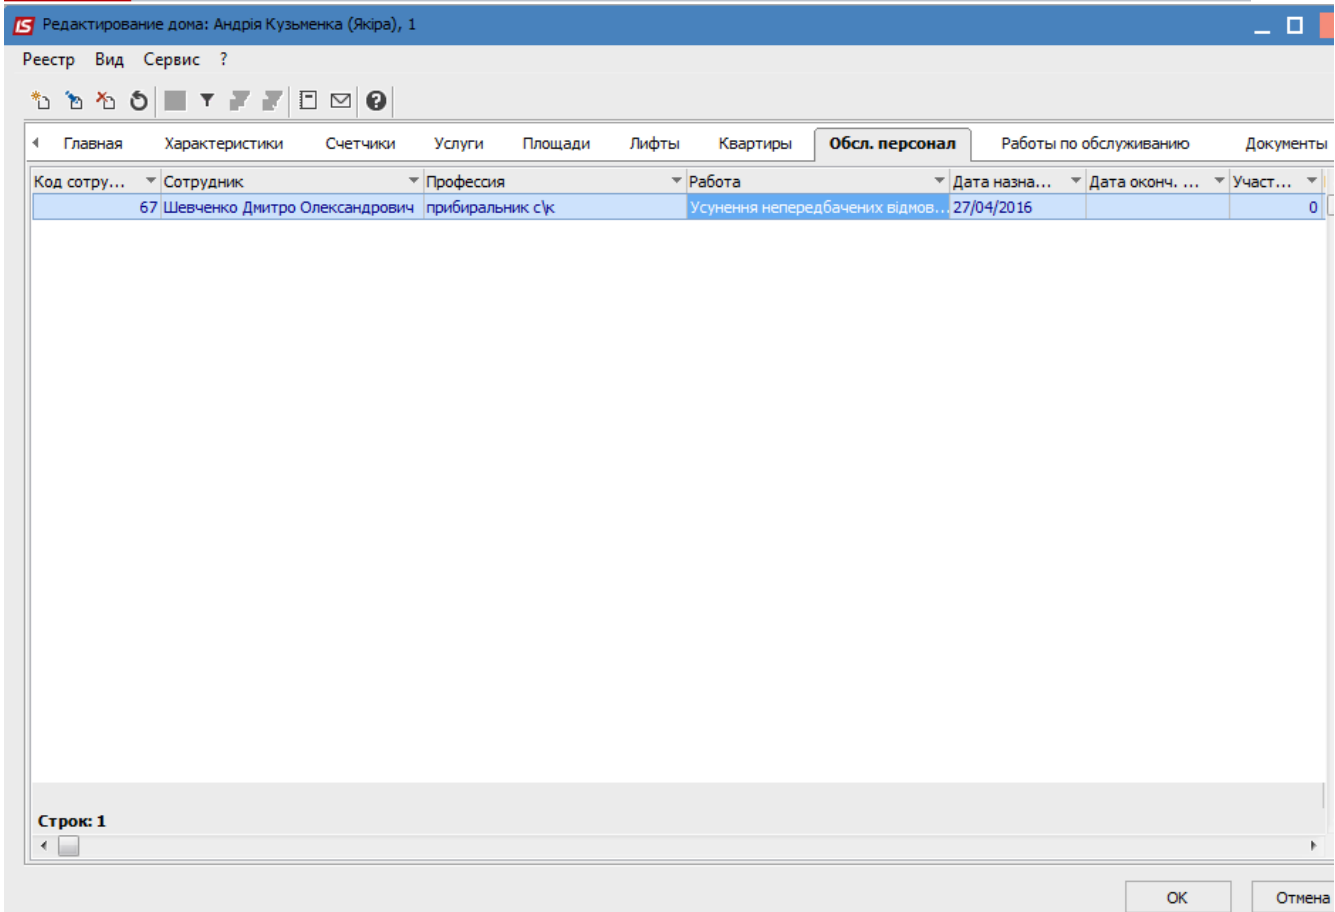 Редактирование дома: Андрія Кузьменка (Якіра), 1
Реестр Вид Сервис ?
Главная Характеристики Счетчики Услуги Площади Лифты Квартиры Обсл. персонал Работы по обслуживанию Документы
Код сотру... Сотрудник Профессия Работа Дата назна... Дата оконч. ... Участ...
67 Шевченко Дмитро Олександрович прибиральник с\к Усунення непередбачених відмов... 27/04/2016 0
Строк: 1
ОК Отмена